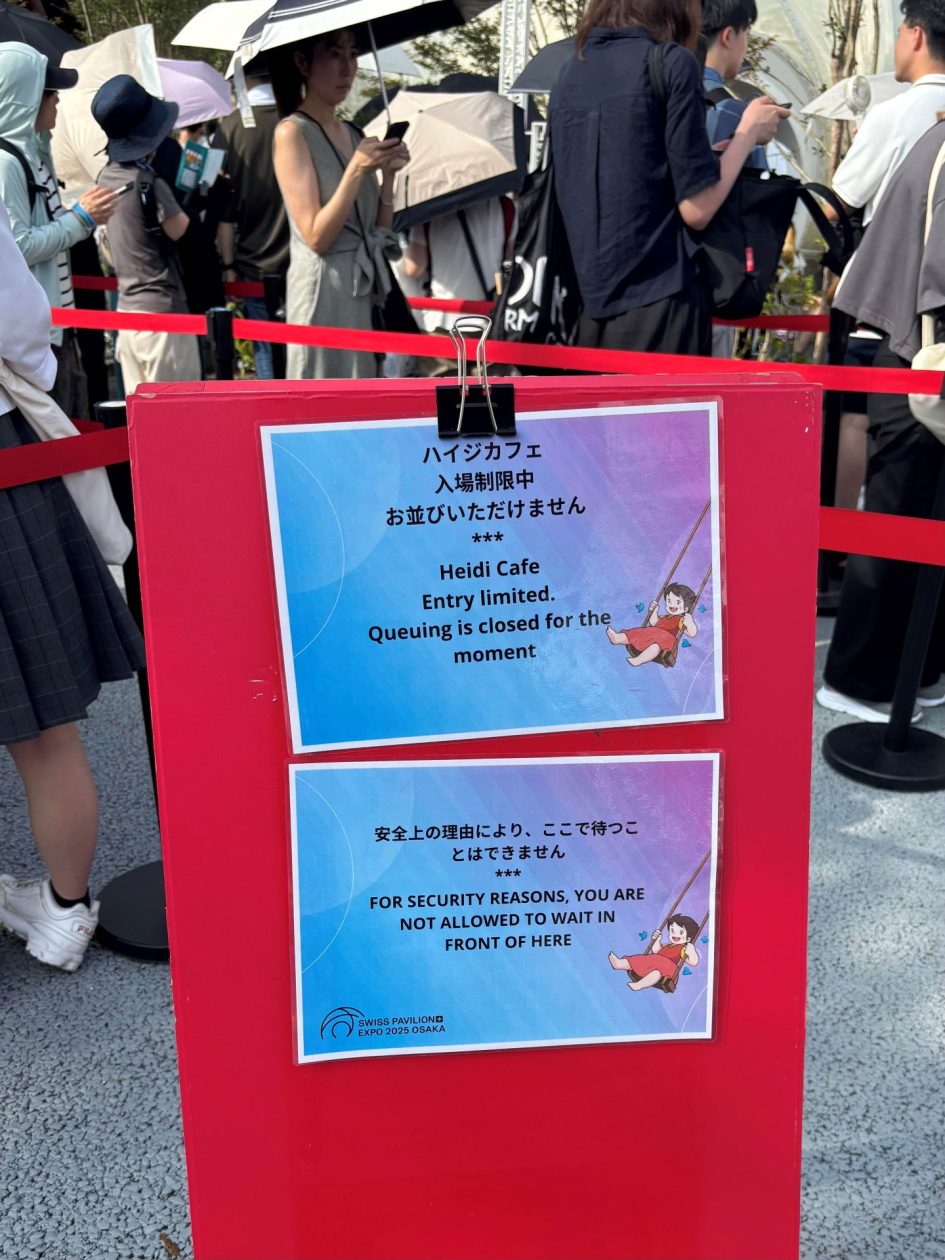 ハイジカフェ
入場制限中
お並びいただけません
***
Heidi Cafe
Entry limited.
Queuing is closed for the
moment
安全上の理由により、ここで待つこ
とはできません
***
FOR SECURITY REASONS, YOU ARE
NOT ALLOWED TO WAIT IN
FRONT OF HERE
SWISS PAVILION
EXPO 2025 OSAKA
FILA